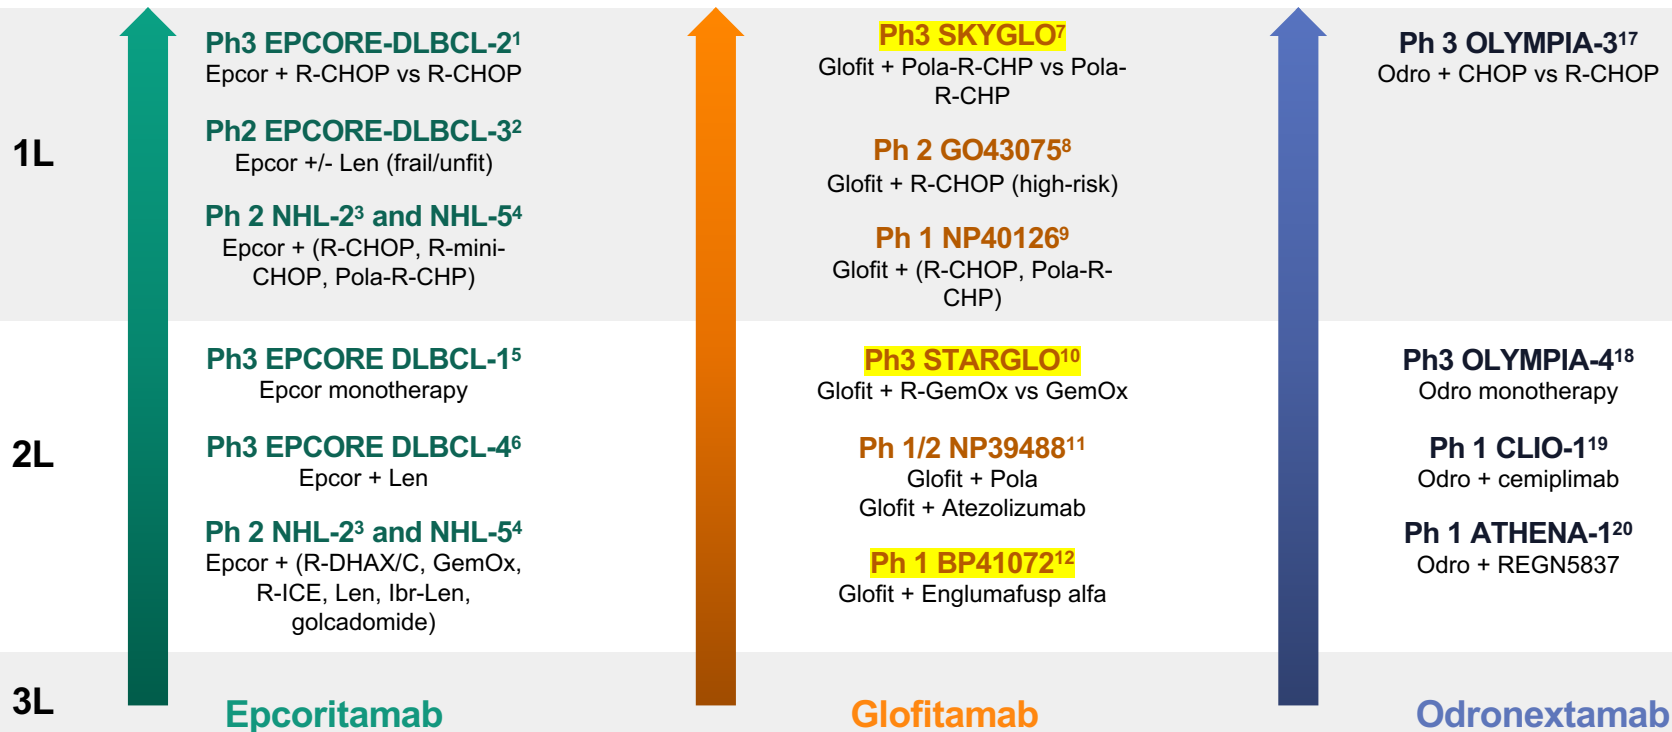 1L
Ph3 EPCORE-DLBCL-2¹
Epcor + R-CHOP vs R-CHOP
Ph2 EPCORE-DLBCL-3²
Epcor +/- Len (frail/unfit)
Ph 2 NHL-2³ and NHL-5⁴
Epcor + (R-CHOP, R-mini-
CHOP, Pola-R-CHP)
Ph3 SKYGLO⁷
Glofit + Pola-R-CHP vs Pola-
R-CHP
Ph 2 GO43075⁸
Glofit + R-CHOP (high-risk)
Ph 1 NP40126⁹
Glofit + (R-CHOP, Pola-R-
CHP)
Ph 3 OLYMPIA-3¹⁷
Odro + CHOP vs R-CHOP
2L
Ph3 EPCORE DLBCL-1⁵
Epcor monotherapy
Ph3 EPCORE DLBCL-4⁶
Epcor + Len
Ph 2 NHL-2³ and NHL-5⁴
Epcor + (R-DHAX/C, GemOx,
R-ICE, Len, Ibr-Len,
golcadomide)
Ph3 STARGLO¹⁰
Glofit + R-GemOx vs GemOx
Ph 1/2 NP39488¹¹
Glofit + Pola
Glofit + Atezolizumab
Ph 1 BP41072¹²
Glofit + Englumafusp alfa
Ph3 OLYMPIA-4¹⁸
Odro monotherapy
Ph 1 CLIO-1¹⁹
Odro + cemiplimab
Ph 1 ATHENA-1²⁰
Odro + REGN5837
3L
Epcoritamab
Glofitamab
Odronextamab